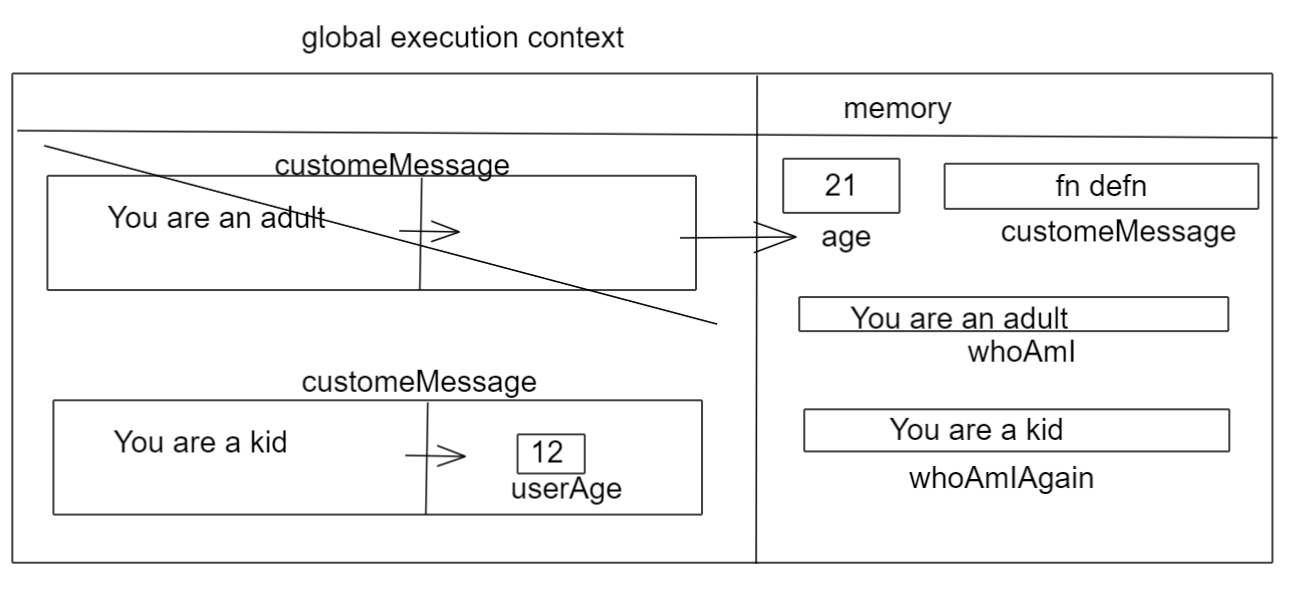 global execution context
memory
customeMessage
You are an adult
21
age
fn defn
customeMessage
You are an adult
whoAmI
customeMessage
You are a kid
12
userAge
You are a kid
whoAmIAgain